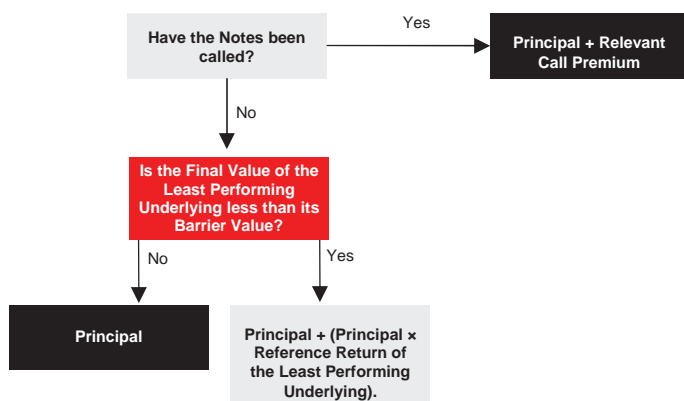 Have the Notes been
called?
Yes
Principal + Relevant
Call Premium
No
Is the Final Value of the
Least Performing
Underlying less than its
Barrier Value?
No
Yes
Principal
Principal + (Principal ×
Reference Return of
the Least Performing
Underlying).